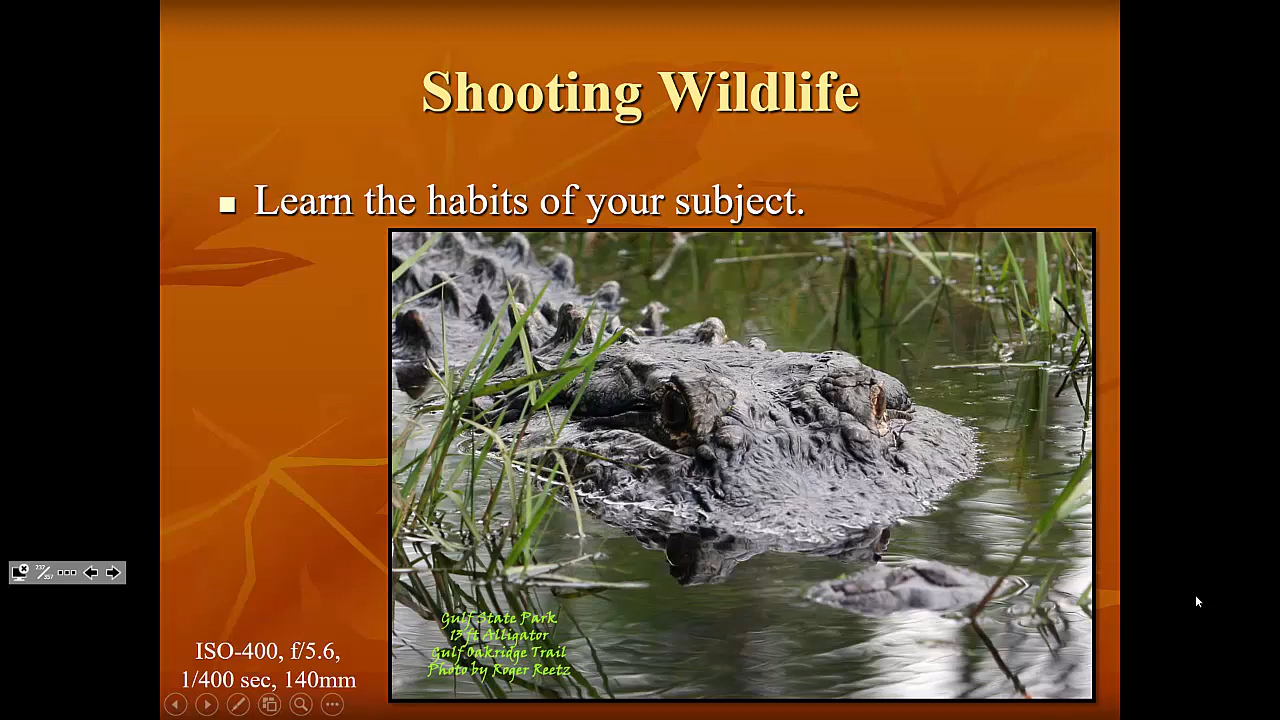 Shooting Wildlife
Learn the habits of your subject.
Gulf State Park
13 ft Alligator
Gulf Oakridge Trail
Photo by Roger Reetz
ISO-400, f/5.6,
1/400 sec, 140mm